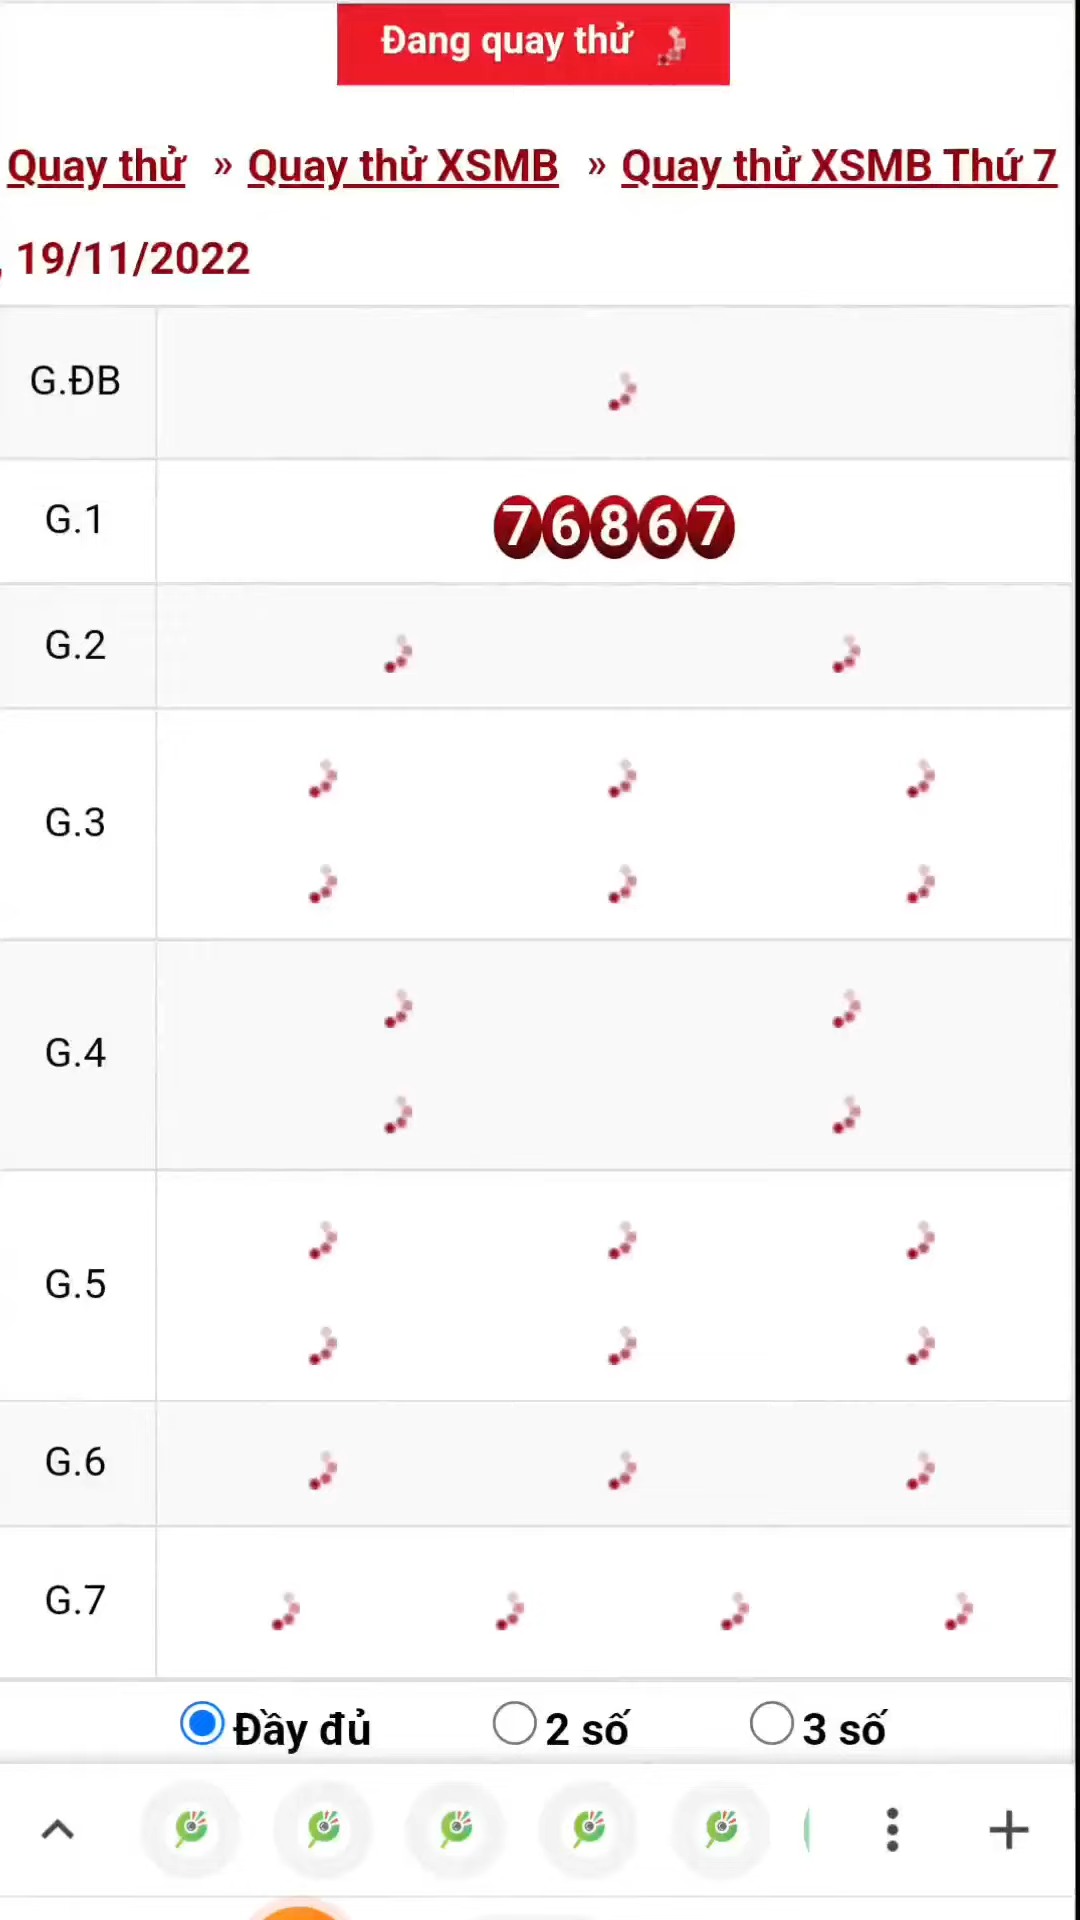 Đang quay thử
Quay thử » Quay thử XSMB » Quay thử XSMB Thứ 7
, 19/11/2022
G.ĐB
G.1 76867
G.2
G.3
G.4
G.5
G.6
G.7
Đầy đủ 2 số 3 số